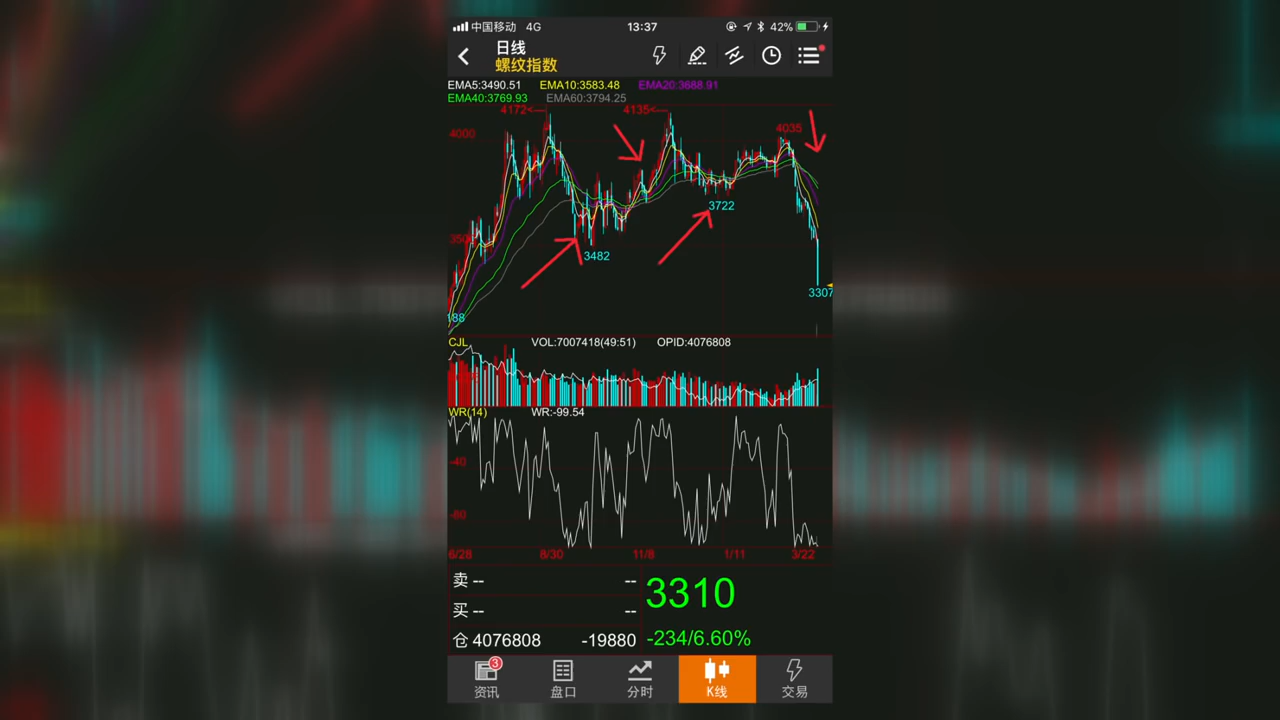 中国移动 4G 13:37 42%
日线
螺纹指数
EMA5:3490.51 EMA10:3583.48 EMA20:3688.91
EMA40:3769.93 EMA60:3794.25
4172 4135
4035
4000
3722
3500
3482
3307
188
CJL VOL:7007418(49:51) OPID:4076808
WR(14) WR:-99.54
-40
-80
6/28 8/30 11/8 1/11 3/22
卖 -- --
买 -- --
3310
仓 4076808 -19880
-234/6.60%
3
资讯 盘口 分时 K线 交易